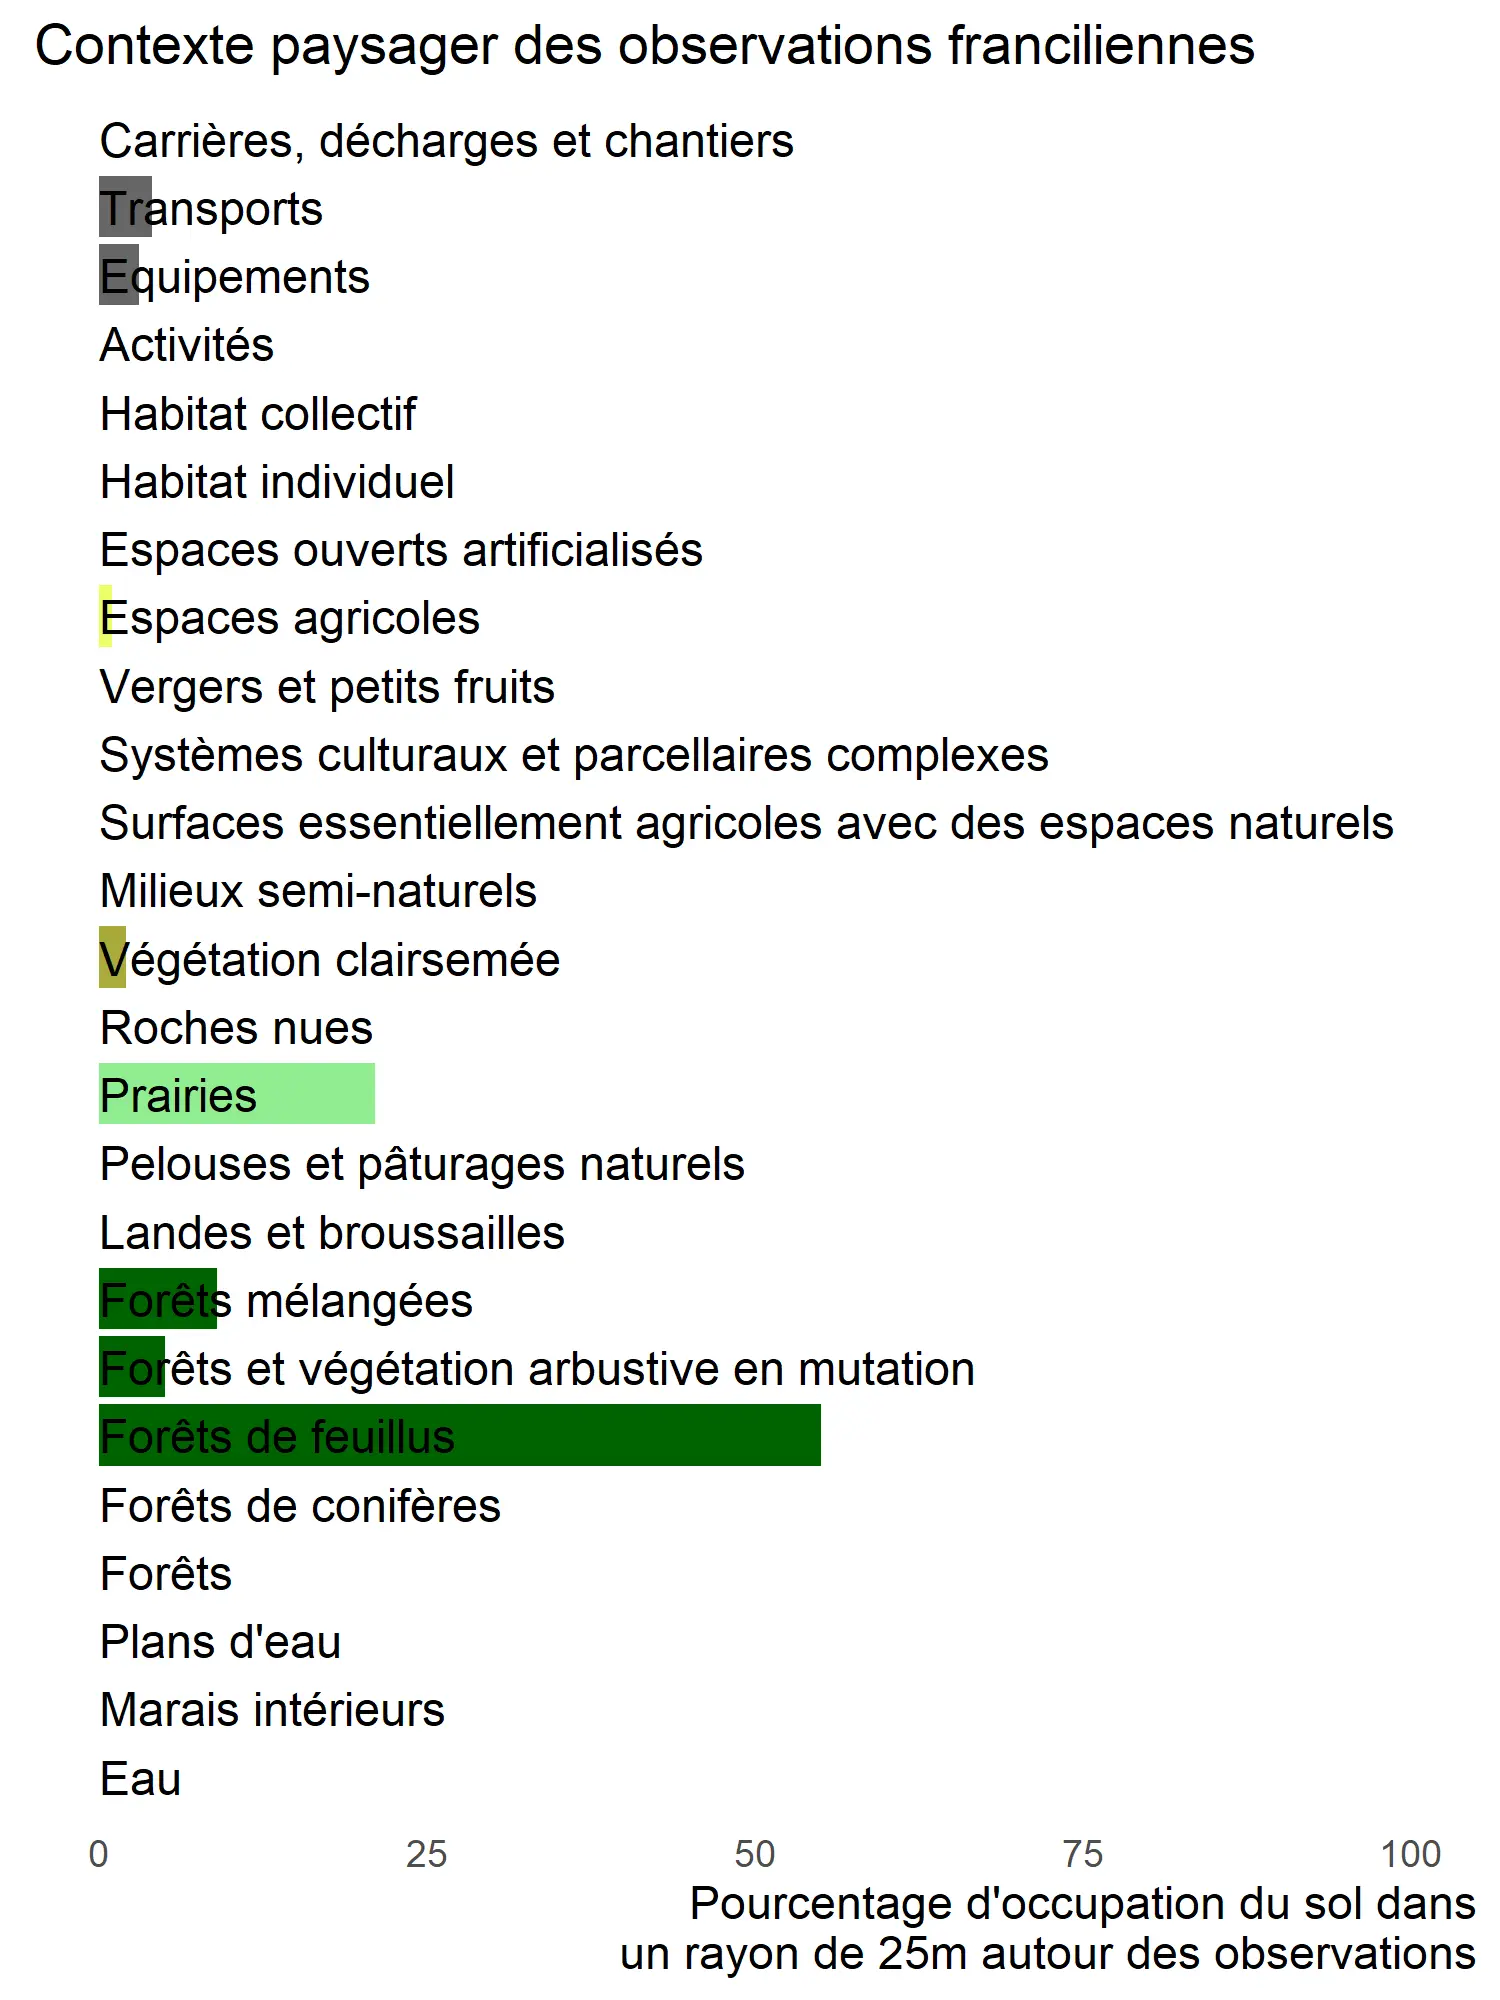 Contexte paysager des observations franciliennes
Carrières, décharges et chantiers
Transports
Equipements
Activités
Habitat collectif
Habitat individuel
Espaces ouverts artificialisés
Espaces agricoles
Vergers et petits fruits
Systèmes culturaux et parcellaires complexes
Surfaces essentiellement agricoles avec des espaces naturels
Milieux semi-naturels
Végétation clairsemée
Roches nues
Prairies
Pelouses et pâturages naturels
Landes et broussailles
Forêts mélangées
Forêts et végétation arbustive en mutation
Forêts de feuillus
Forêts de conifères
Forêts
Plans d'eau
Marais intérieurs
Eau
0 25 50 75 100
Pourcentage d'occupation du sol dans
un rayon de 25m autour des observations